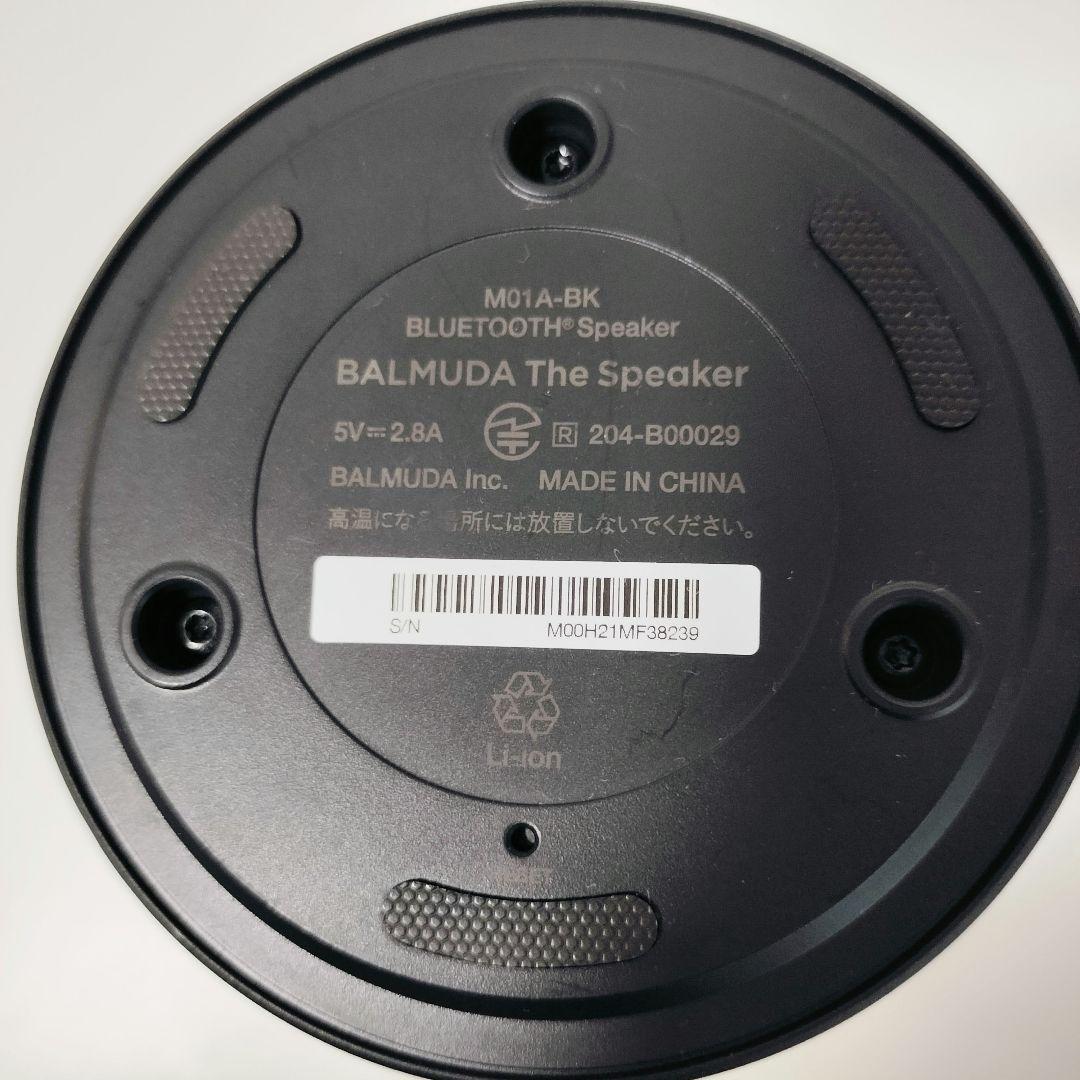 M01A-BK
BLUETOOTH® Speaker
BALMUDA The Speaker
5V⎓2.8A R 204-B00029
BALMUDA Inc. MADE IN CHINA
高温になる場所には放置しないでください。
S/N M00H21MF38239
Li-ion
RESET